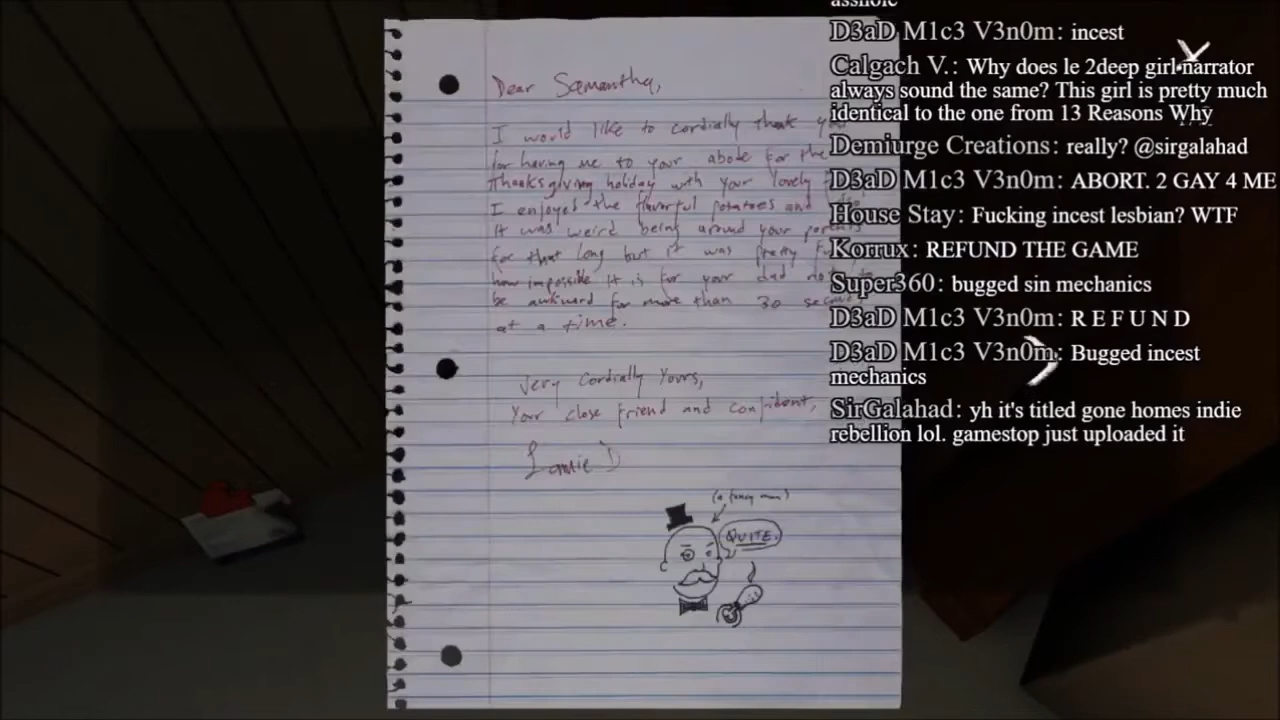 Dear Samantha,
I would like to cordially thank
for having me to your abode for the
Thanksgiving holiday with your lovely
I enjoyed the flavorful potatoes and
It was weird being around your parents
for that long but it was pretty
how impossible it is for your dad not to
be awkward for more than 30 seconds
at a time.
Very Cordially Yours,
Your close friend and confident,
Lonnie D
(a fancy man)
QUITE.
asshole
D3aD M1c3 V3n0m: incest
Calgach V.: Why does le 2deep girl narrator
always sound the same? This girl is pretty much
identical to the one from 13 Reasons Why
Demiurge Creations: really? @sirgalahad
D3aD M1c3 V3n0m: ABORT. 2 GAY 4 ME
House Stay: Fucking incest lesbian? WTF
Korrux: REFUND THE GAME
Super360: bugged sin mechanics
D3aD M1c3 V3n0m: R E F U N D
D3aD M1c3 V3n0m: Bugged incest
mechanics
SirGalahad: yh it's titled gone homes indie
rebellion lol. gamestop just uploaded it